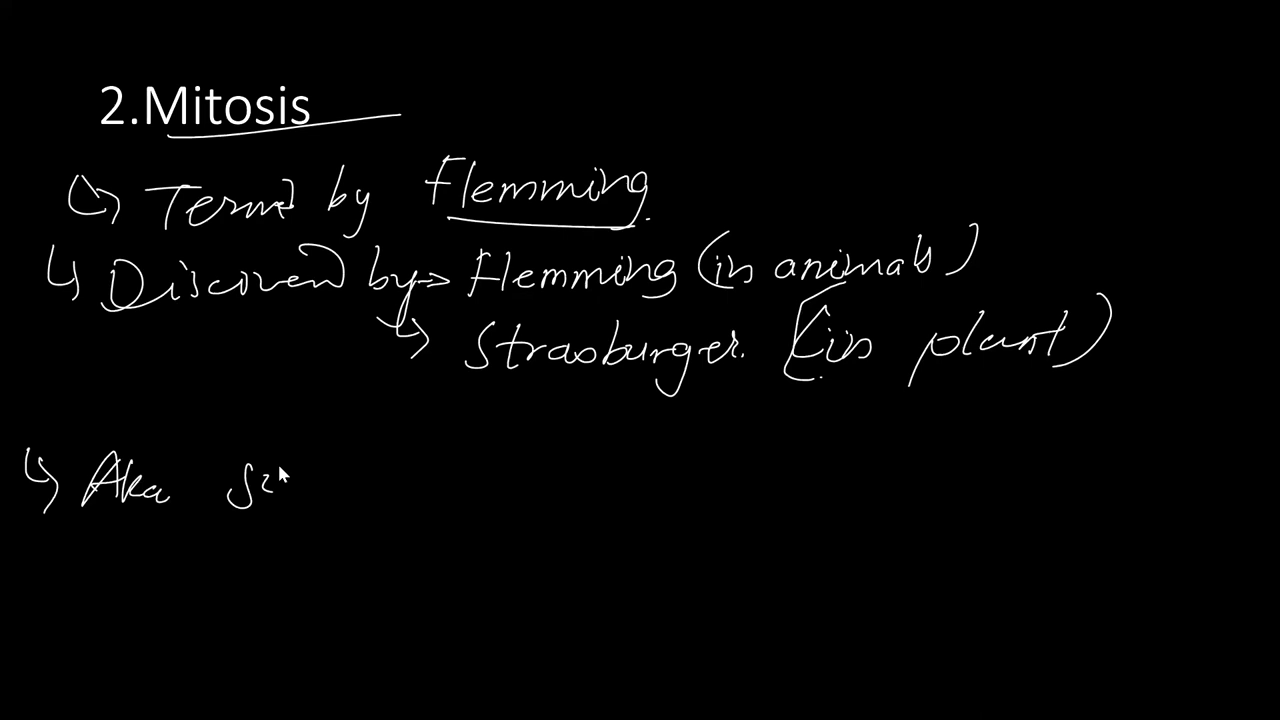 2.Mitosis
↳ Term by Flemming.
↳ Discovered by → Flemming (in animals)
↳ Strasburger. (in plant)
↳ Aka